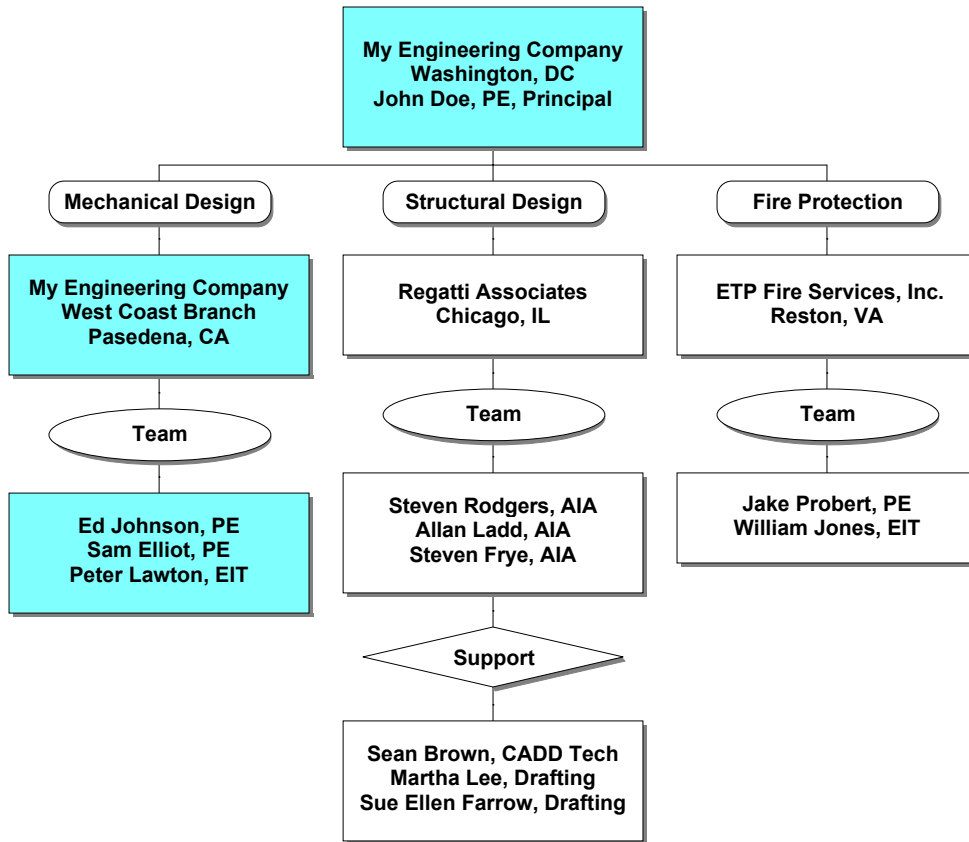 My Engineering Company
Washington, DC
John Doe, PE, Principal
Mechanical Design
Structural Design
Fire Protection
My Engineering Company
West Coast Branch
Pasedena, CA
Regatti Associates
Chicago, IL
ETP Fire Services, Inc.
Reston, VA
Team
Team
Team
Ed Johnson, PE
Sam Elliot, PE
Peter Lawton, EIT
Steven Rodgers, AIA
Allan Ladd, AIA
Steven Frye, AIA
Jake Probert, PE
William Jones, EIT
Support
Sean Brown, CADD Tech
Martha Lee, Drafting
Sue Ellen Farrow, Drafting